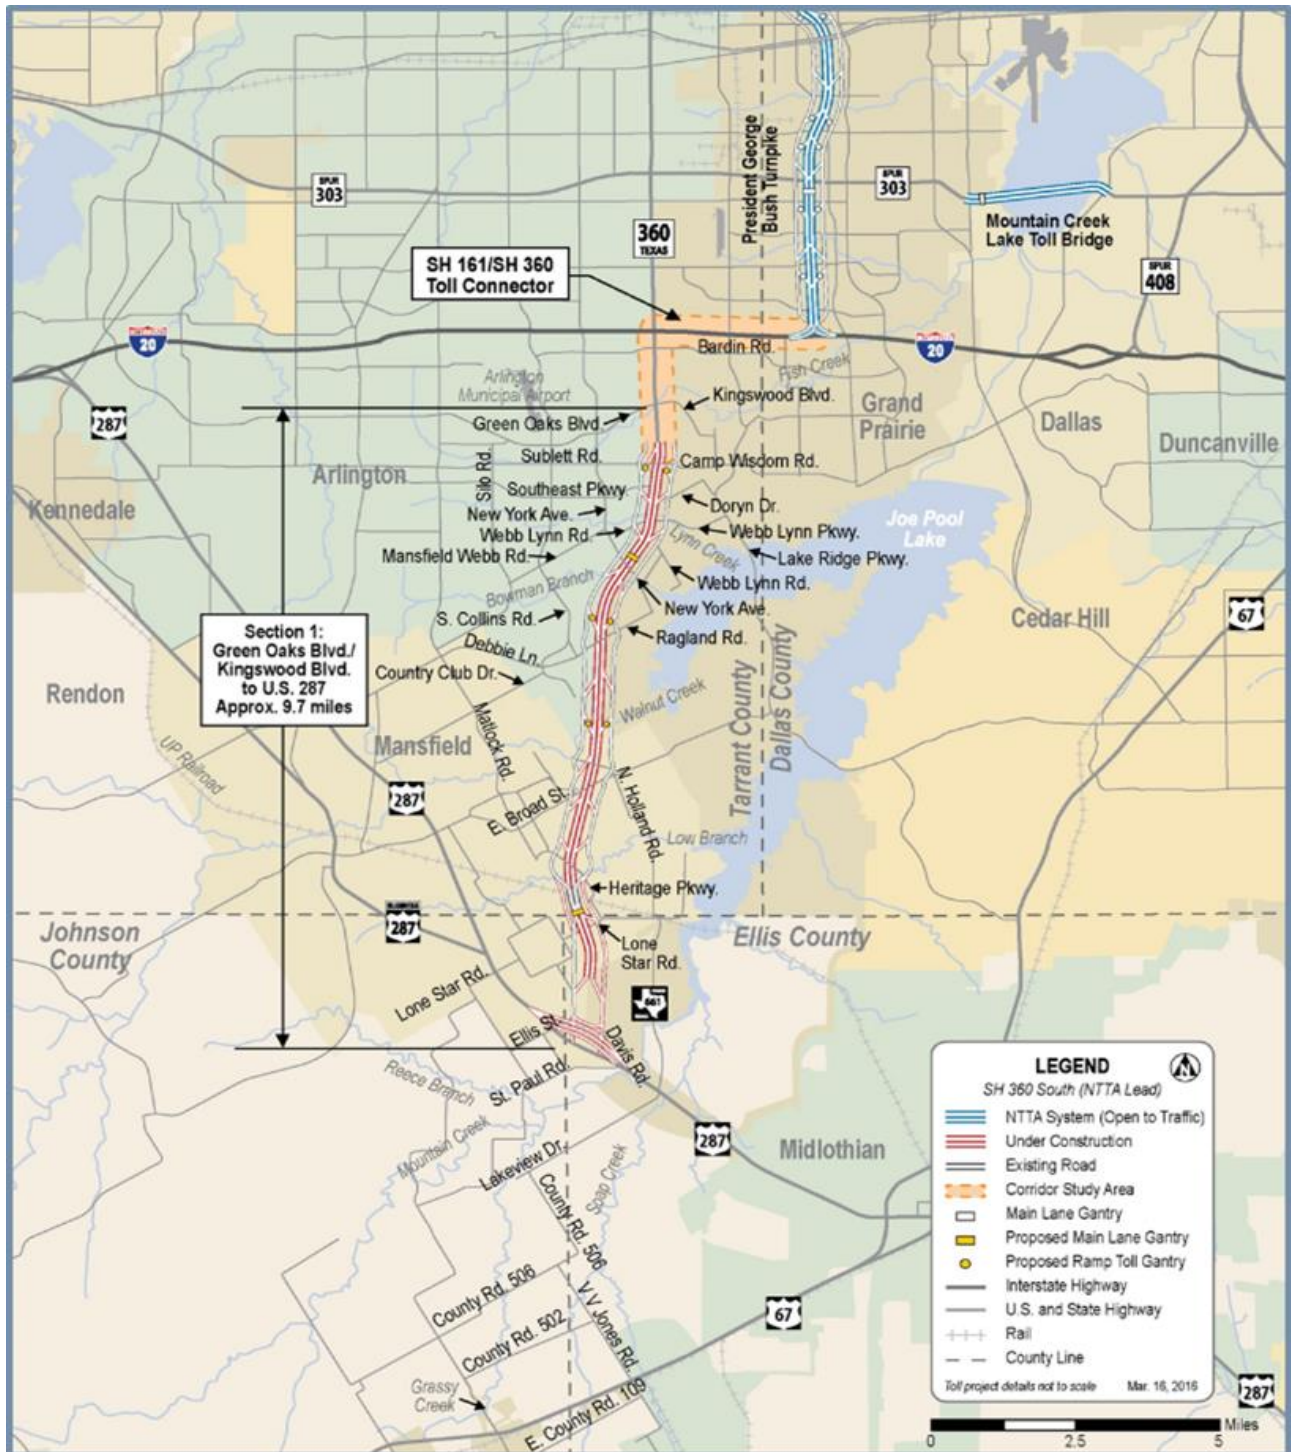 President George
Bush Turnpike
SPUR
303
SPUR
303
360
TEXAS
Mountain Creek
Lake Toll Bridge
SPUR
408
SH 161/SH 360
Toll Connector
20
Bardin Rd.
20
Fish Creek
Arlington
Municipal Airport
Kingswood Blvd.
287
Green Oaks Blvd
Grand
Prairie
Dallas
Duncanville
Sublett Rd.
Camp Wisdom Rd.
Arlington
Silo Rd.
Southeast Pkwy.
Doryn Dr.
Kennedale
New York Ave.
Webb Lynn Rd.
Webb Lynn Pkwy.
Joe Pool
Lake
Mansfield Webb Rd.
Lynn Creek
Lake Ridge Pkwy.
Webb Lynn Rd.
Bowman Branch
New York Ave.
S. Collins Rd.
Cedar Hill
67
Section 1:
Green Oaks Blvd./
Kingswood Blvd.
to U.S. 287
Approx. 9.7 miles
Ragland Rd.
Debbie Ln.
Country Club Dr.
Tarrant County
Dallas County
Rendon
Walnut Creek
Matlock Rd.
Mansfield
UP Railroad
287
E. Broad St.
N. Holland Rd.
Low Branch
Heritage Pkwy.
287
Johnson
County
Ellis County
Lone
Star Rd.
Lone Star Rd.
661
Ellis St.
Davis Rd.
St. Paul Rd.
Reece Branch
Mountain Creek
287
Midlothian
Lakeview Dr.
Soap Creek
County Rd. 506
County Rd. 506
V V Jones Rd.
County Rd. 502
67
Grassy
Creek
E. County Rd. 109
LEGEND
N
SH 360 South (NTTA Lead)
NTTA System (Open to Traffic)
Under Construction
Existing Road
Corridor Study Area
Main Lane Gantry
Proposed Main Lane Gantry
Proposed Ramp Toll Gantry
Interstate Highway
U.S. and State Highway
Rail
County Line
Toll project details not to scale Mar. 16, 2016
287
Miles
0 2.5 5